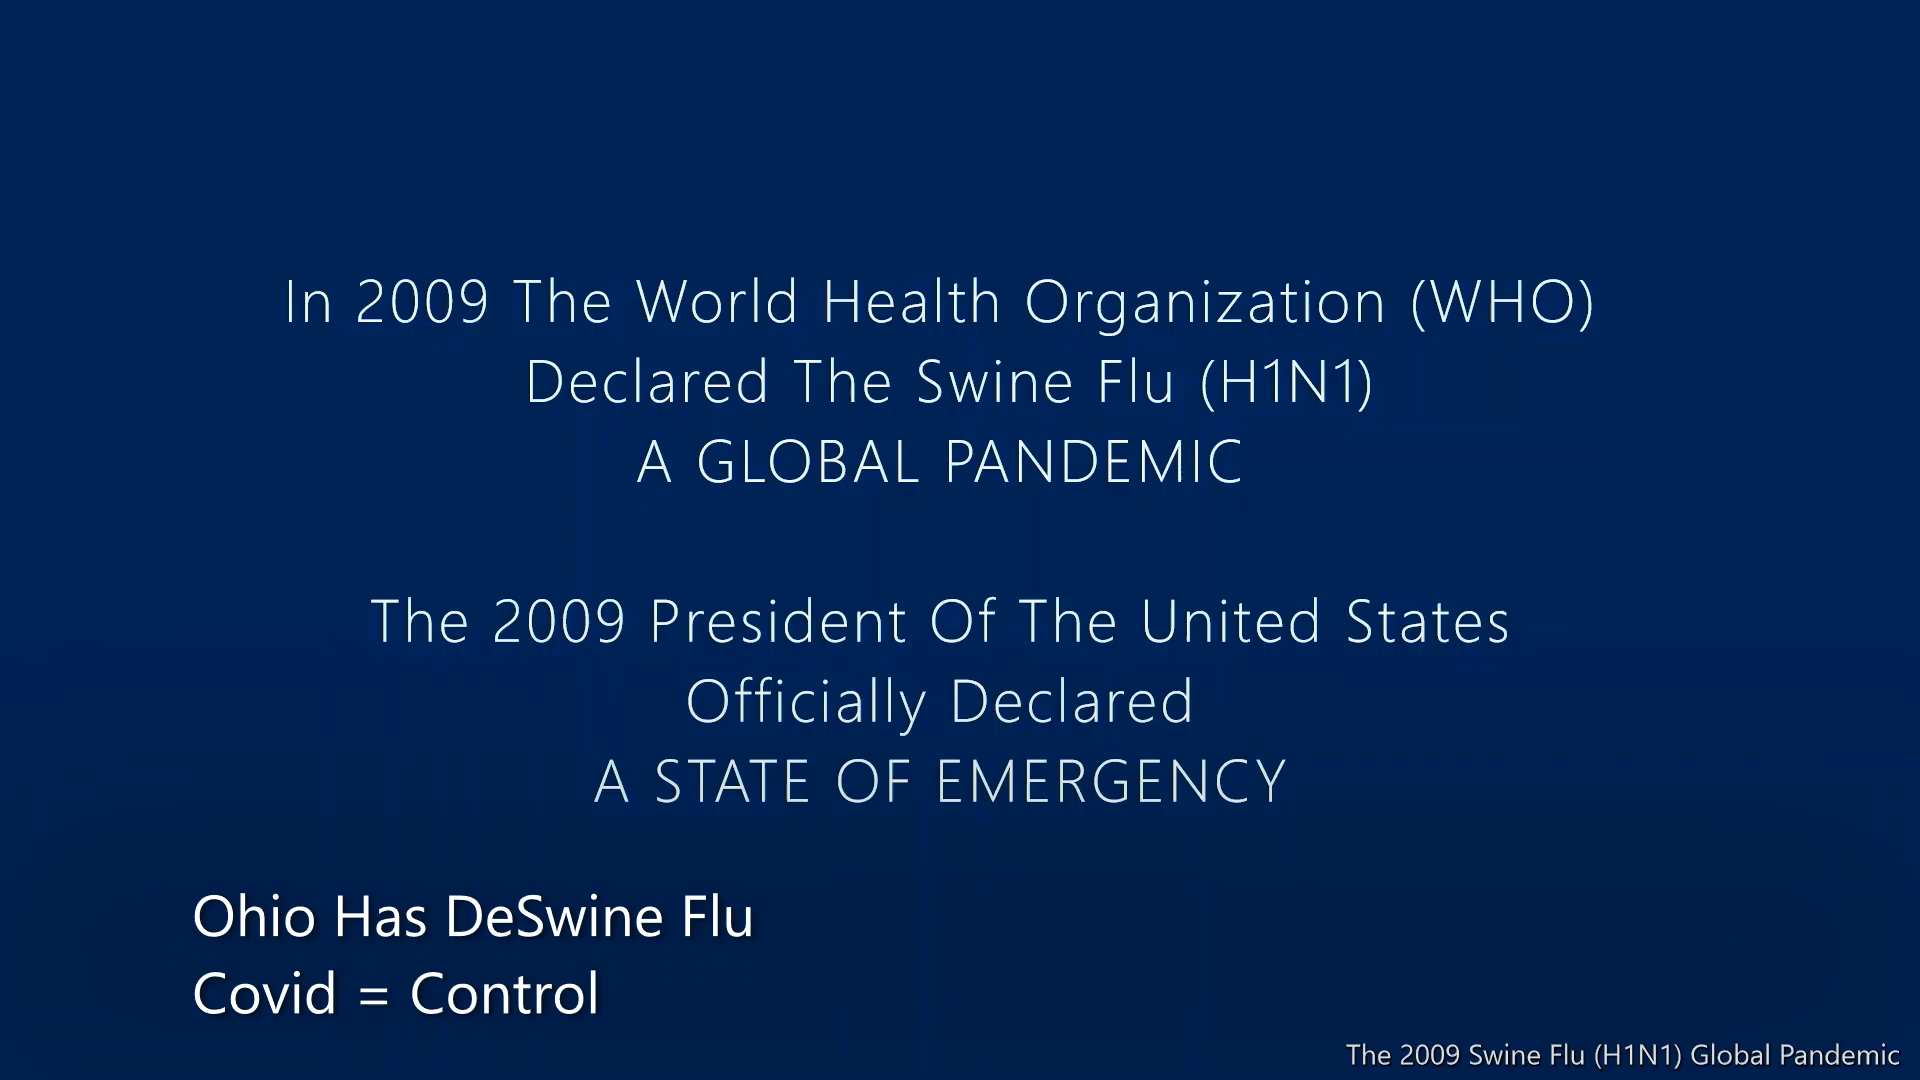 In 2009 The World Health Organization (WHO)
Declared The Swine Flu (H1N1)
A GLOBAL PANDEMIC
The 2009 President Of The United States
Officially Declared
A STATE OF EMERGENCY
Ohio Has DeSwine Flu
Covid = Control
The 2009 Swine Flu (H1N1) Global Pandemic